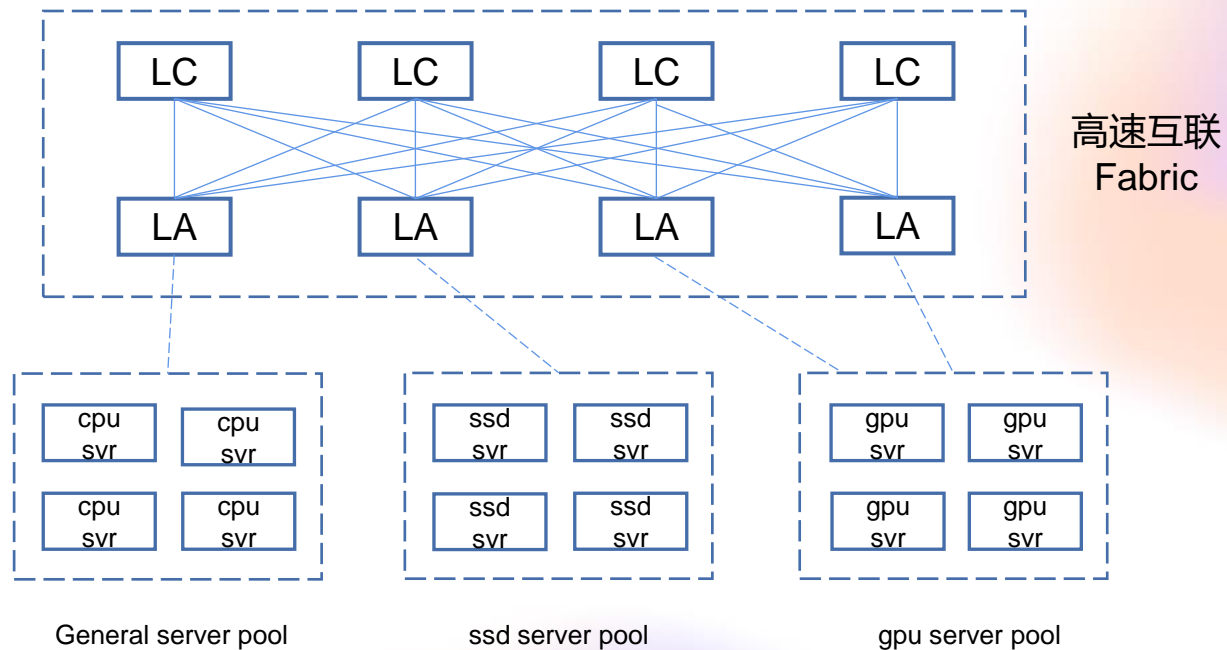 LC
LC
LC
LC
高速互联
Fabric
LA
LA
LA
LA
cpu
svr
cpu
svr
cpu
svr
cpu
svr
ssd
svr
ssd
svr
ssd
svr
ssd
svr
gpu
svr
gpu
svr
gpu
svr
gpu
svr
General server pool
ssd server pool
gpu server pool